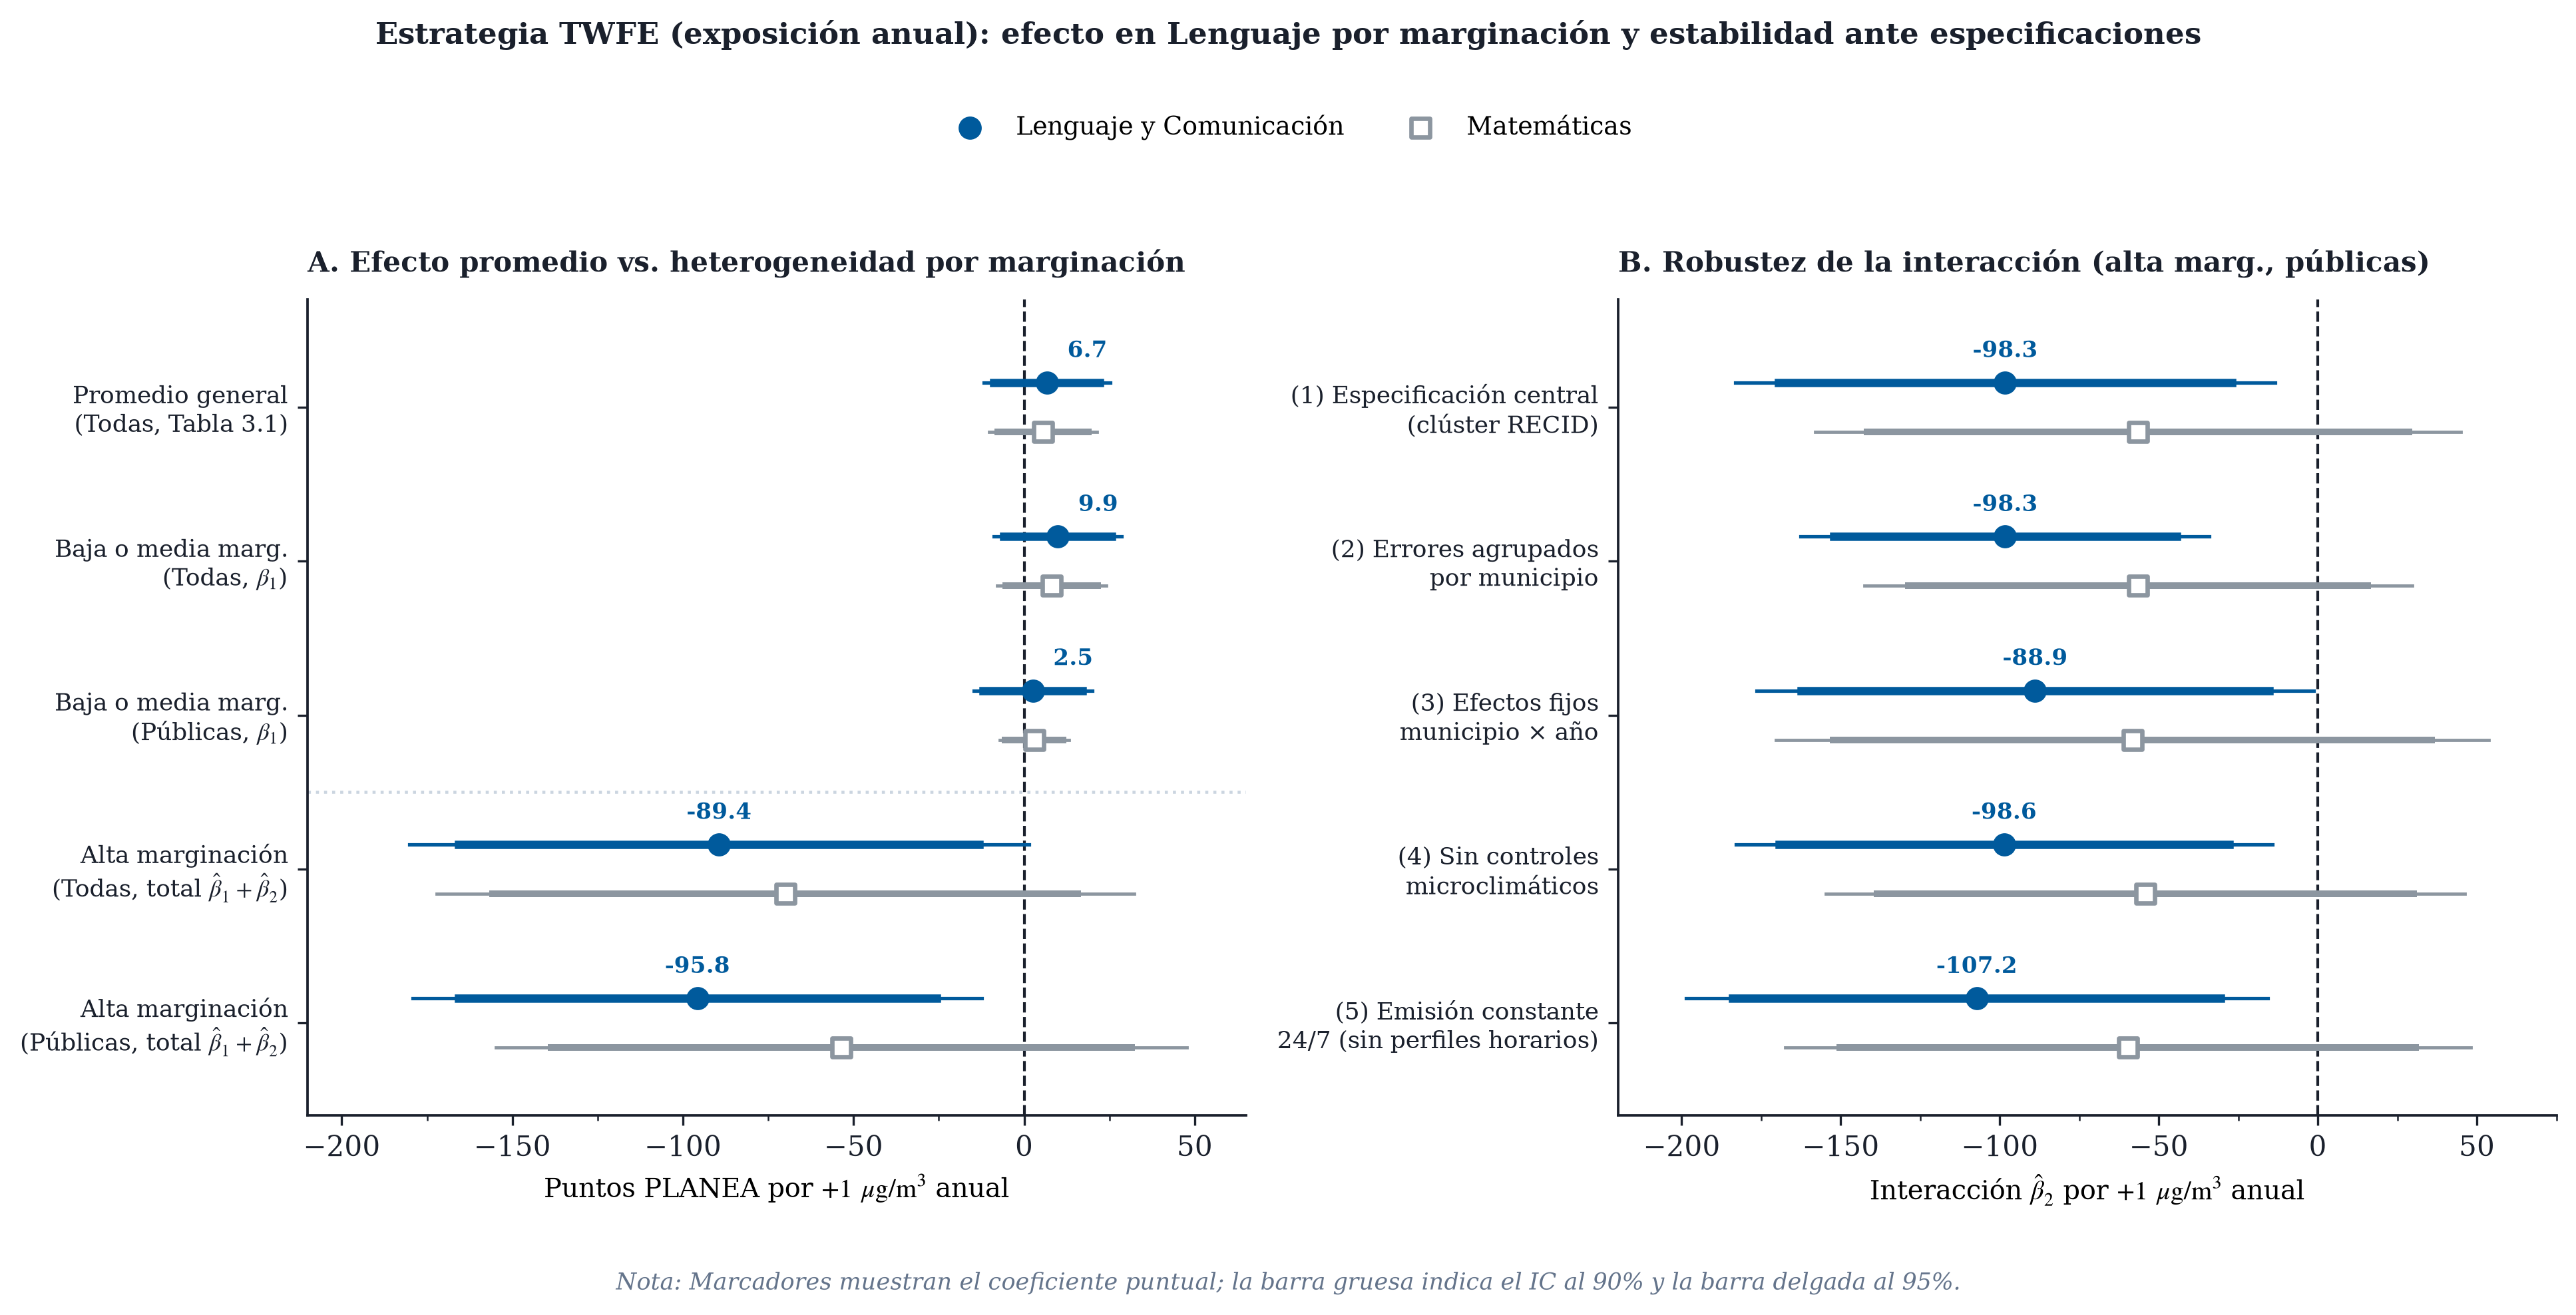 Estrategia TWFE (exposición anual): efecto en Lenguaje por marginación y estabilidad ante especificaciones
Lenguaje y Comunicación
Matemáticas
A. Efecto promedio vs. heterogeneidad por marginación
Promedio general
(Todas, Tabla 3.1)
Baja o media marg.
(Todas, β₁)
Baja o media marg.
(Públicas, β₁)
Alta marginación
(Todas, total β̂₁ + β̂₂)
Alta marginación
(Públicas, total β̂₁ + β̂₂)
6.7
9.9
2.5
-89.4
-95.8
−200
−150
−100
−50
0
50
Puntos PLANEA por +1 μg/m³ anual
B. Robustez de la interacción (alta marg., públicas)
(1) Especificación central
(clúster RECID)
(2) Errores agrupados
por municipio
(3) Efectos fijos
municipio × año
(4) Sin controles
microclimáticos
(5) Emisión constante
24/7 (sin perfiles horarios)
-98.3
-98.3
-88.9
-98.6
-107.2
−200
−150
−100
−50
0
50
Interacción β̂₂ por +1 μg/m³ anual
Nota: Marcadores muestran el coeficiente puntual; la barra gruesa indica el IC al 90% y la barra delgada al 95%.